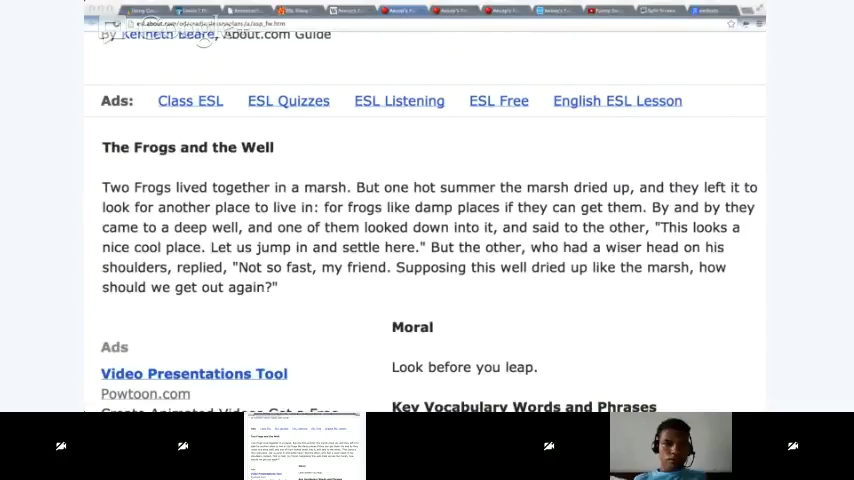 By Kenneth Beare, About.com Guide
Ads: Class ESL ESL Quizzes ESL Listening ESL Free English ESL Lesson
The Frogs and the Well
Two Frogs lived together in a marsh. But one hot summer the marsh dried up, and they left it to
look for another place to live in: for frogs like damp places if they can get them. By and by they
came to a deep well, and one of them looked down into it, and said to the other, "This looks a
nice cool place. Let us jump in and settle here." But the other, who had a wiser head on his
shoulders, replied, "Not so fast, my friend. Supposing this well dried up like the marsh, how
should we get out again?"
Moral
Look before you leap.
Key Vocabulary Words and Phrases
Ads
Video Presentations Tool
Powtoon.com
Create Animated Videos Get a Free